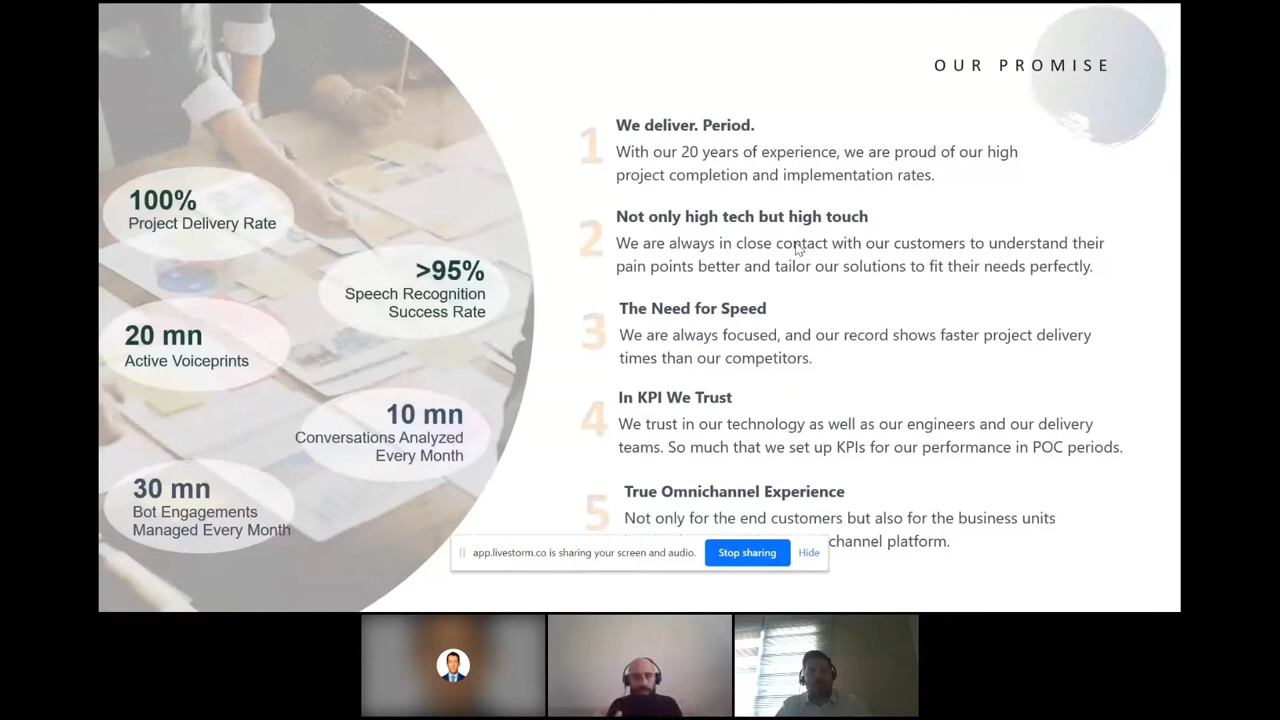 OUR PROMISE
1
We deliver. Period.
With our 20 years of experience, we are proud of our high
project completion and implementation rates.
2
Not only high tech but high touch
We are always in close contact with our customers to understand their
pain points better and tailor our solutions to fit their needs perfectly.
3
The Need for Speed
We are always focused, and our record shows faster project delivery
times than our competitors.
4
In KPI We Trust
We trust in our technology as well as our engineers and our delivery
teams. So much that we set up KPIs for our performance in POC periods.
5
True Omnichannel Experience
Not only for the end customers but also for the business units
channel platform.
100%
Project Delivery Rate
>95%
Speech Recognition
Success Rate
20 mn
Active Voiceprints
10 mn
Conversations Analyzed
Every Month
30 mn
Bot Engagements
Managed Every Month
app.livestorm.co is sharing your screen and audio.
Stop sharing
Hide